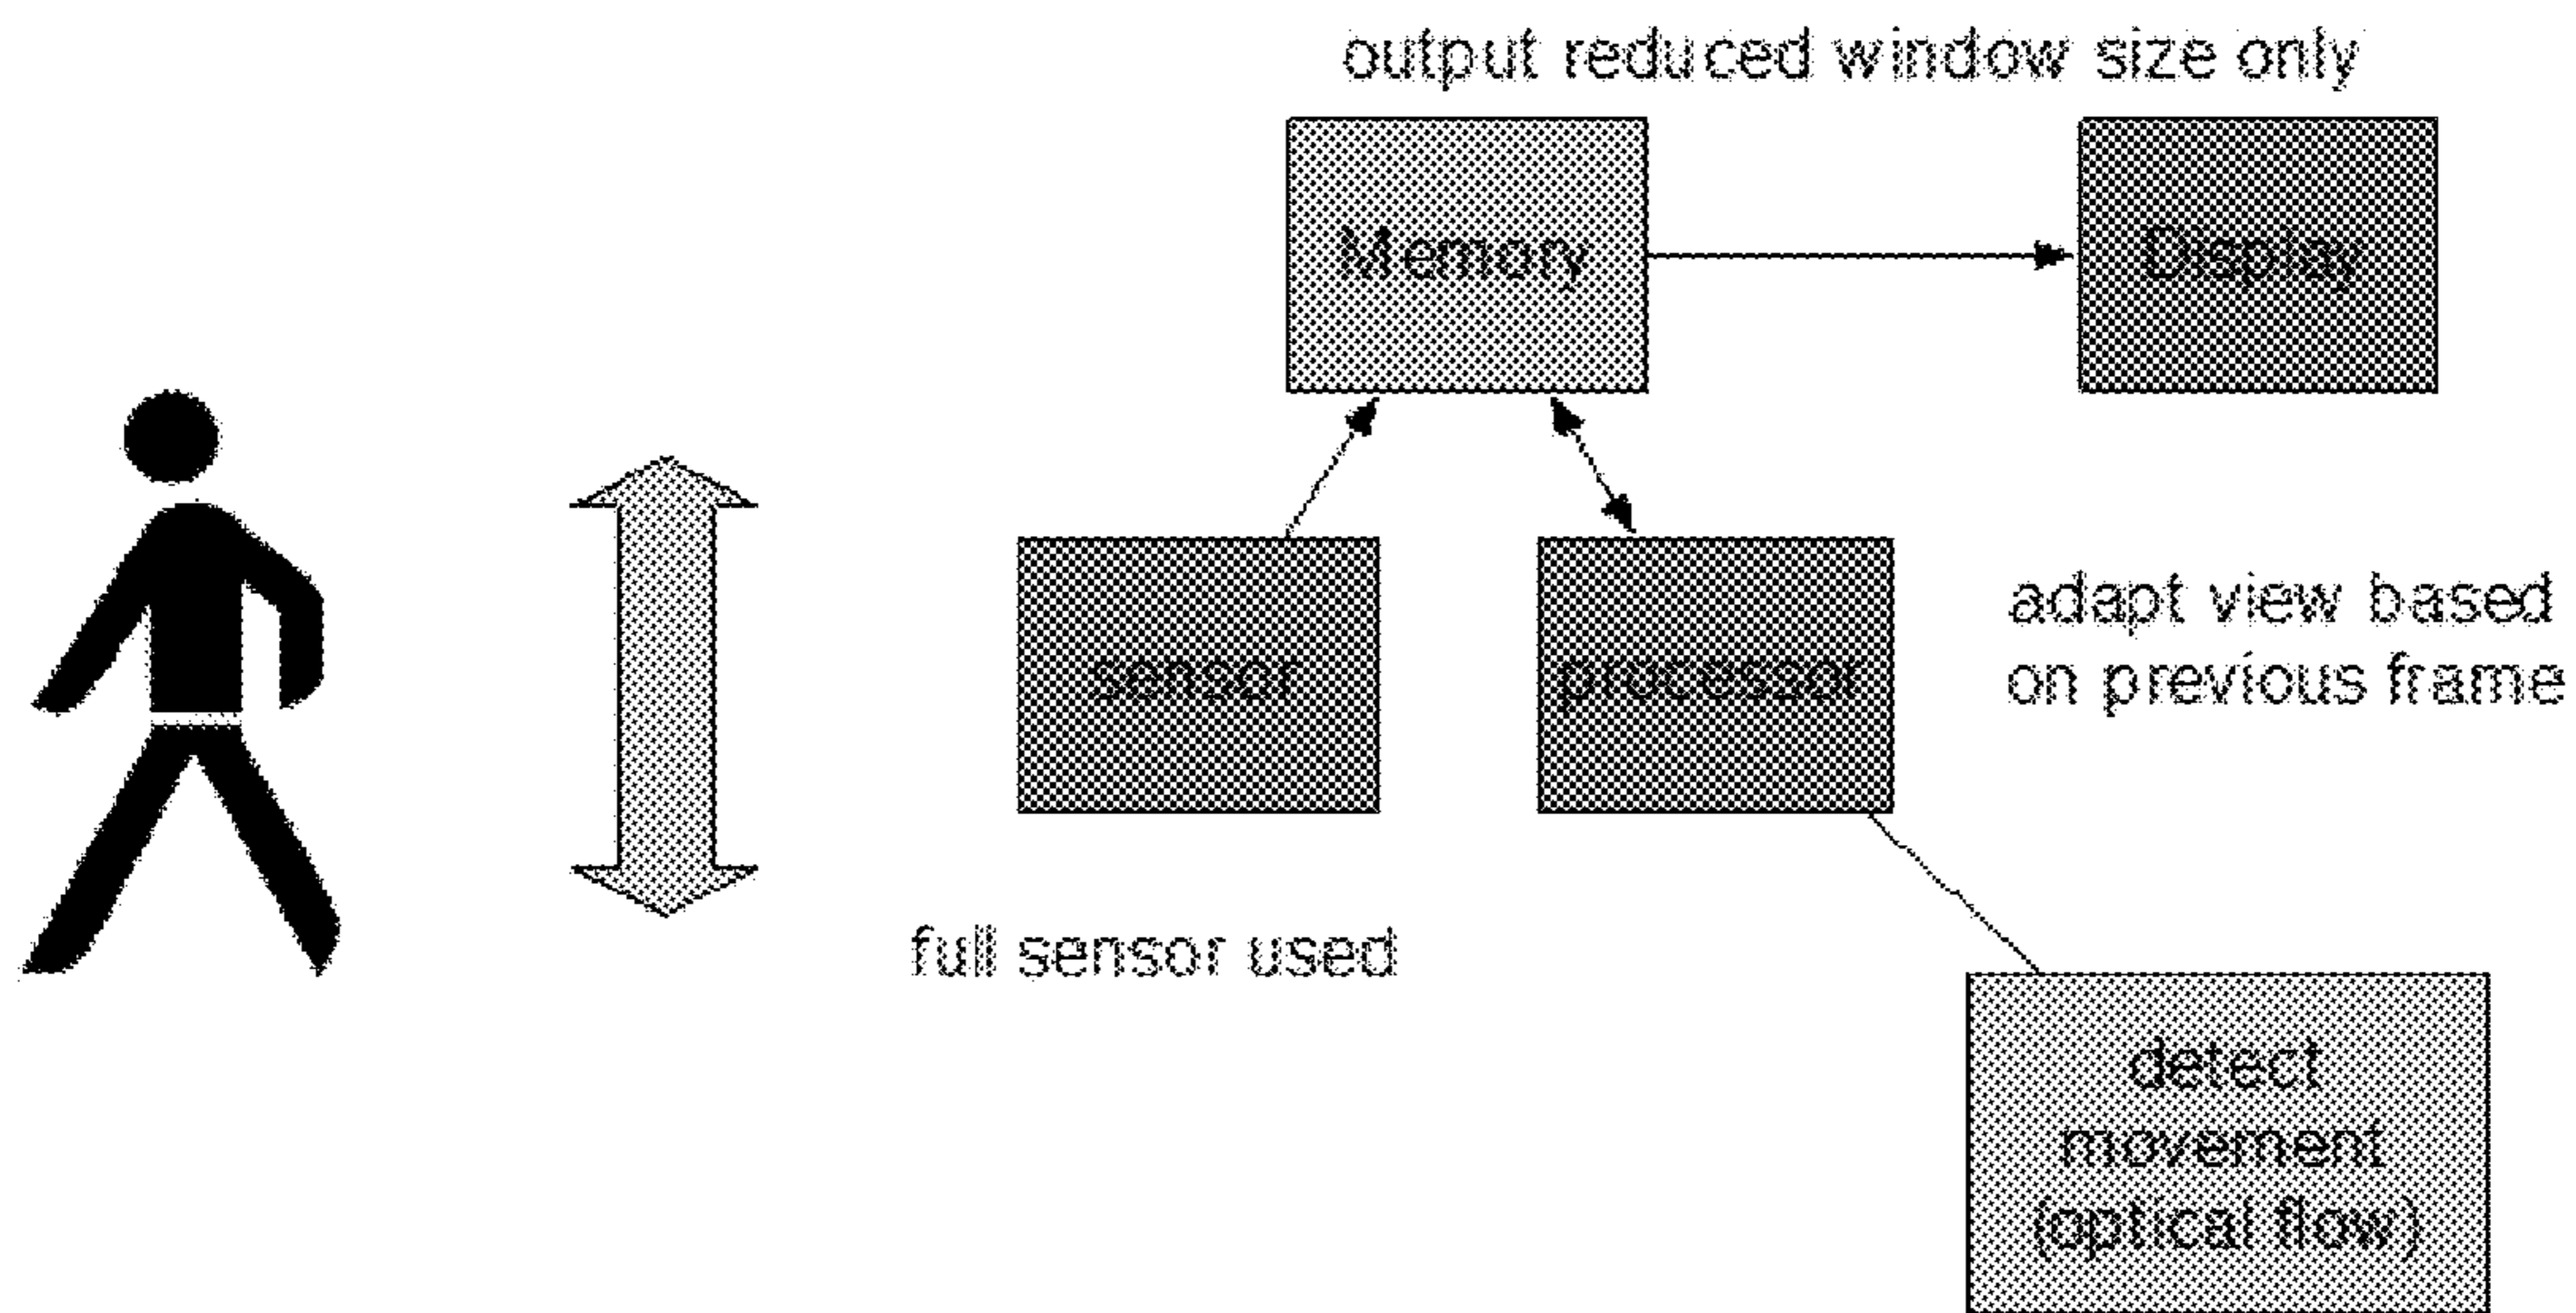 output reduced window size only
Memory
Display
sensor
processor
adapt view based
on previous frame
full sensor used
detect
movement
(optical flow)